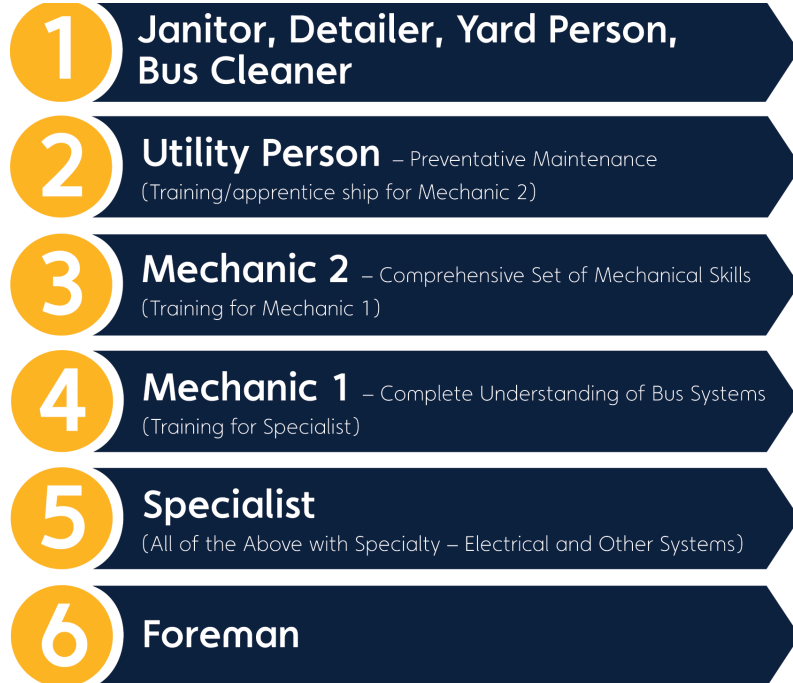 1
Janitor, Detailer, Yard Person,
Bus Cleaner
2
Utility Person – Preventative Maintenance
(Training/apprentice ship for Mechanic 2)
3
Mechanic 2 – Comprehensive Set of Mechanical Skills
(Training for Mechanic 1)
4
Mechanic 1 – Complete Understanding of Bus Systems
(Training for Specialist)
5
Specialist
(All of the Above with Specialty – Electrical and Other Systems)
6
Foreman